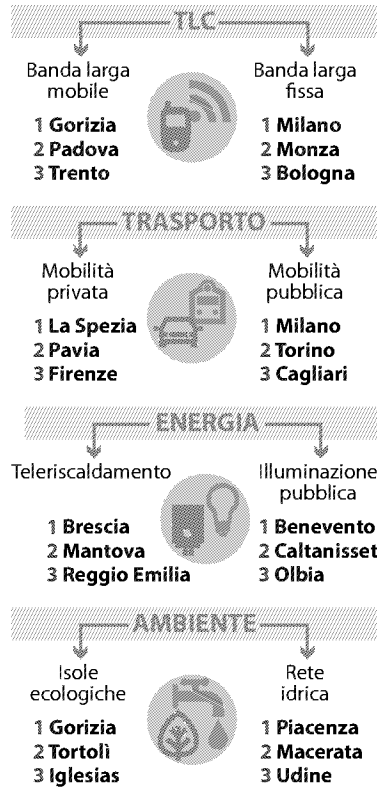 TLC
Banda larga
mobile
1 Gorizia
2 Padova
3 Trento
Banda larga
fissa
1 Milano
2 Monza
3 Bologna
TRASPORTO
Mobilità
privata
1 La Spezia
2 Pavia
3 Firenze
Mobilità
pubblica
1 Milano
2 Torino
3 Cagliari
ENERGIA
Teleriscaldamento
1 Brescia
2 Mantova
3 Reggio Emilia
Illuminazione
pubblica
1 Benevento
2 Caltanisset
3 Olbia
AMBIENTE
Isole
ecologiche
1 Gorizia
2 Tortolì
3 Iglesias
Rete
idrica
1 Piacenza
2 Macerata
3 Udine